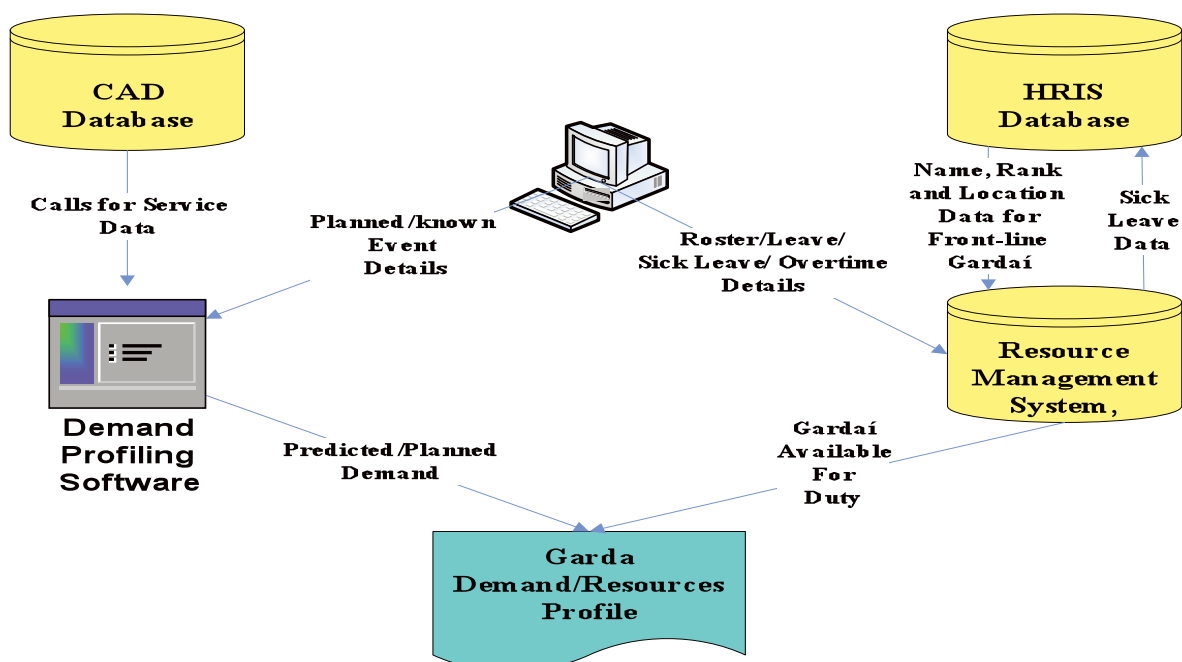 CAD
Database
HRIS
Database
Calls for Service
Data
Planned/known
Event
Details
Roster/Leave/
Sick Leave/ Overtime
Details
Name, Rank
and Location
Data for
Front-line
Gardaí
Sick
Leave
Data
Demand
Profiling
Software
Resource
Management
System,
Predicted/Planned
Demand
Gardaí
Available
For
Duty
Garda
Demand/Resources
Profile